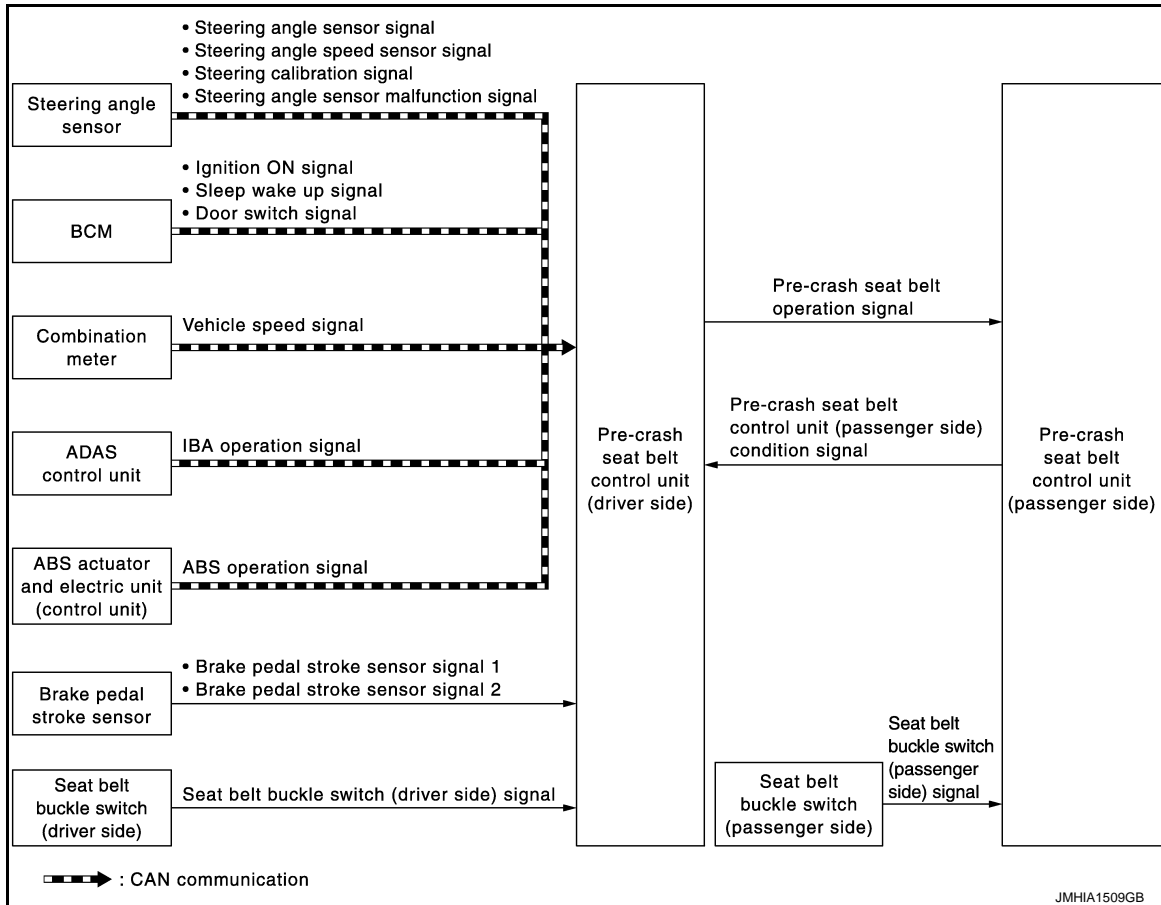 • Steering angle sensor signal
• Steering angle speed sensor signal
• Steering calibration signal
• Steering angle sensor malfunction signal
Steering angle
sensor
• Ignition ON signal
• Sleep wake up signal
• Door switch signal
BCM
Vehicle speed signal
Combination
meter
IBA operation signal
ADAS
control unit
ABS operation signal
ABS actuator
and electric unit
(control unit)
• Brake pedal stroke sensor signal 1
• Brake pedal stroke sensor signal 2
Brake pedal
stroke sensor
Seat belt
buckle switch
(driver side)
Seat belt buckle switch (driver side) signal
Pre-crash
seat belt
control unit
(driver side)
Pre-crash seat belt
operation signal
Pre-crash seat belt
control unit (passenger side)
condition signal
Seat belt
buckle switch
(passenger side)
Seat belt
buckle switch
(passenger
side) signal
Pre-crash
seat belt
control unit
(passenger side)
: CAN communication
JMHIA1509GB